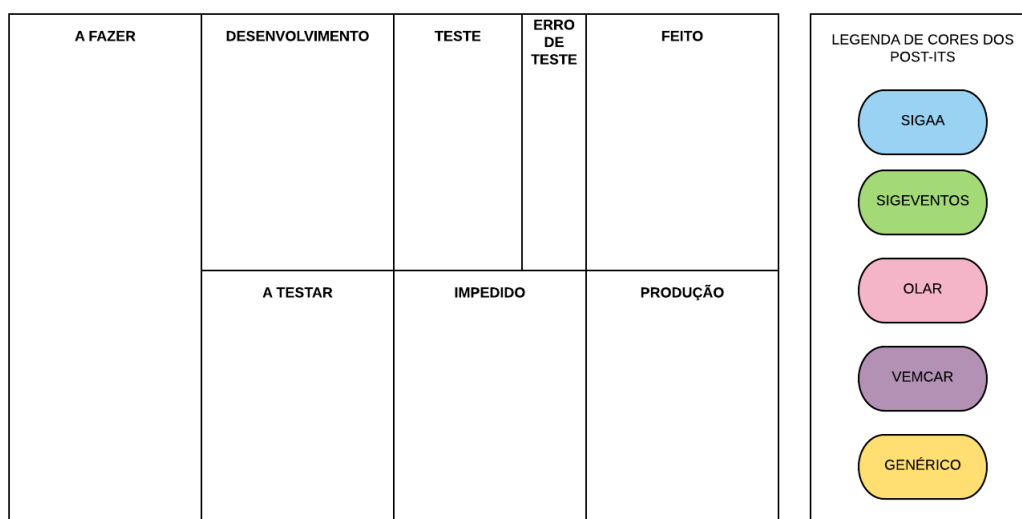 A FAZER
DESENVOLVIMENTO
TESTE
ERRO
DE
TESTE
FEITO
A TESTAR
IMPEDIDO
PRODUÇÃO
LEGENDA DE CORES DOS
POST-ITS
SIGAA
SIGEVENTOS
OLAR
VEMCAR
GENÉRICO